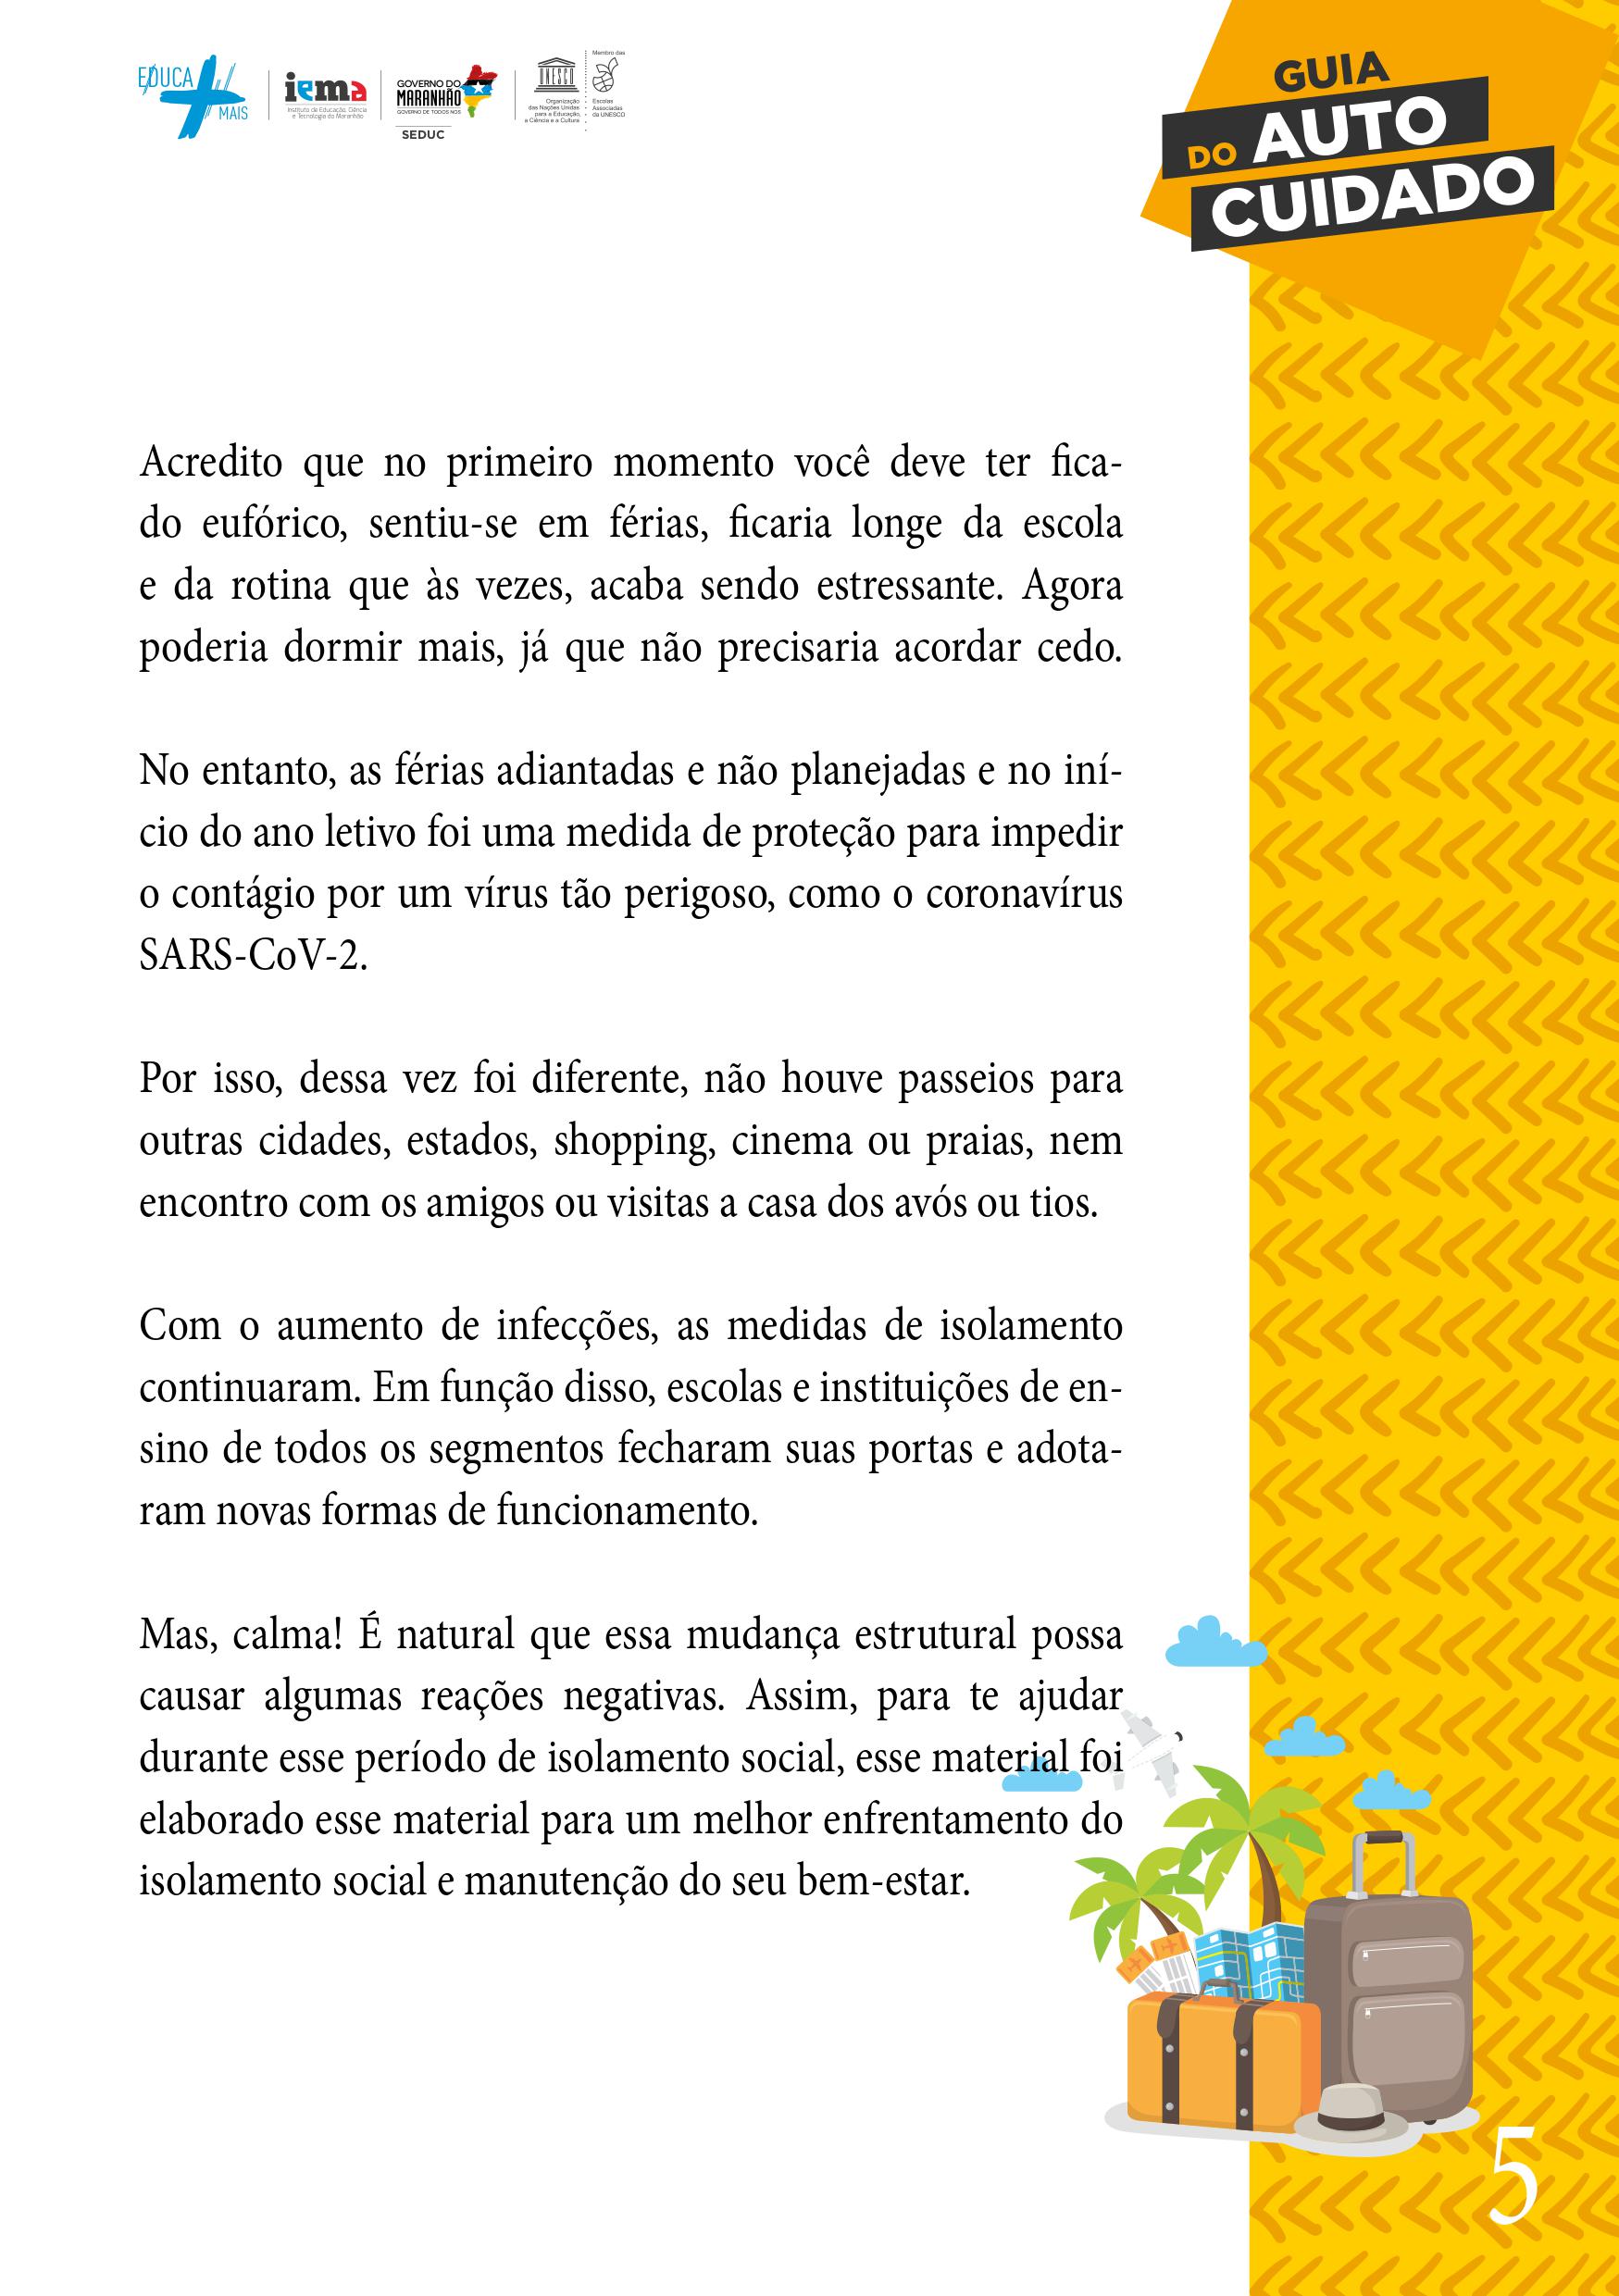 EDUCA
MAIS
iema
Instituto de Educação, Ciência
e Tecnologia do Maranhão
GOVERNO DO
MARANHÃO
GOVERNO DE TODOS NÓS
SEDUC
UNESCO
Organização
das Nações Unidas
para a Educação,
a Ciência e a Cultura
Membro das
Escolas
Associadas
da UNESCO
GUIA
DO AUTO
CUIDADO
Acredito que no primeiro momento você deve ter fica-
do eufórico, sentiu-se em férias, ficaria longe da escola
e da rotina que às vezes, acaba sendo estressante. Agora
poderia dormir mais, já que não precisaria acordar cedo.
No entanto, as férias adiantadas e não planejadas e no iní-
cio do ano letivo foi uma medida de proteção para impedir
o contágio por um vírus tão perigoso, como o coronavírus
SARS-CoV-2.
Por isso, dessa vez foi diferente, não houve passeios para
outras cidades, estados, shopping, cinema ou praias, nem
encontro com os amigos ou visitas a casa dos avós ou tios.
Com o aumento de infecções, as medidas de isolamento
continuaram. Em função disso, escolas e instituições de en-
sino de todos os segmentos fecharam suas portas e adota-
ram novas formas de funcionamento.
Mas, calma! É natural que essa mudança estrutural possa
causar algumas reações negativas. Assim, para te ajudar
durante esse período de isolamento social, esse material foi
elaborado esse material para um melhor enfrentamento do
isolamento social e manutenção do seu bem-estar.
5